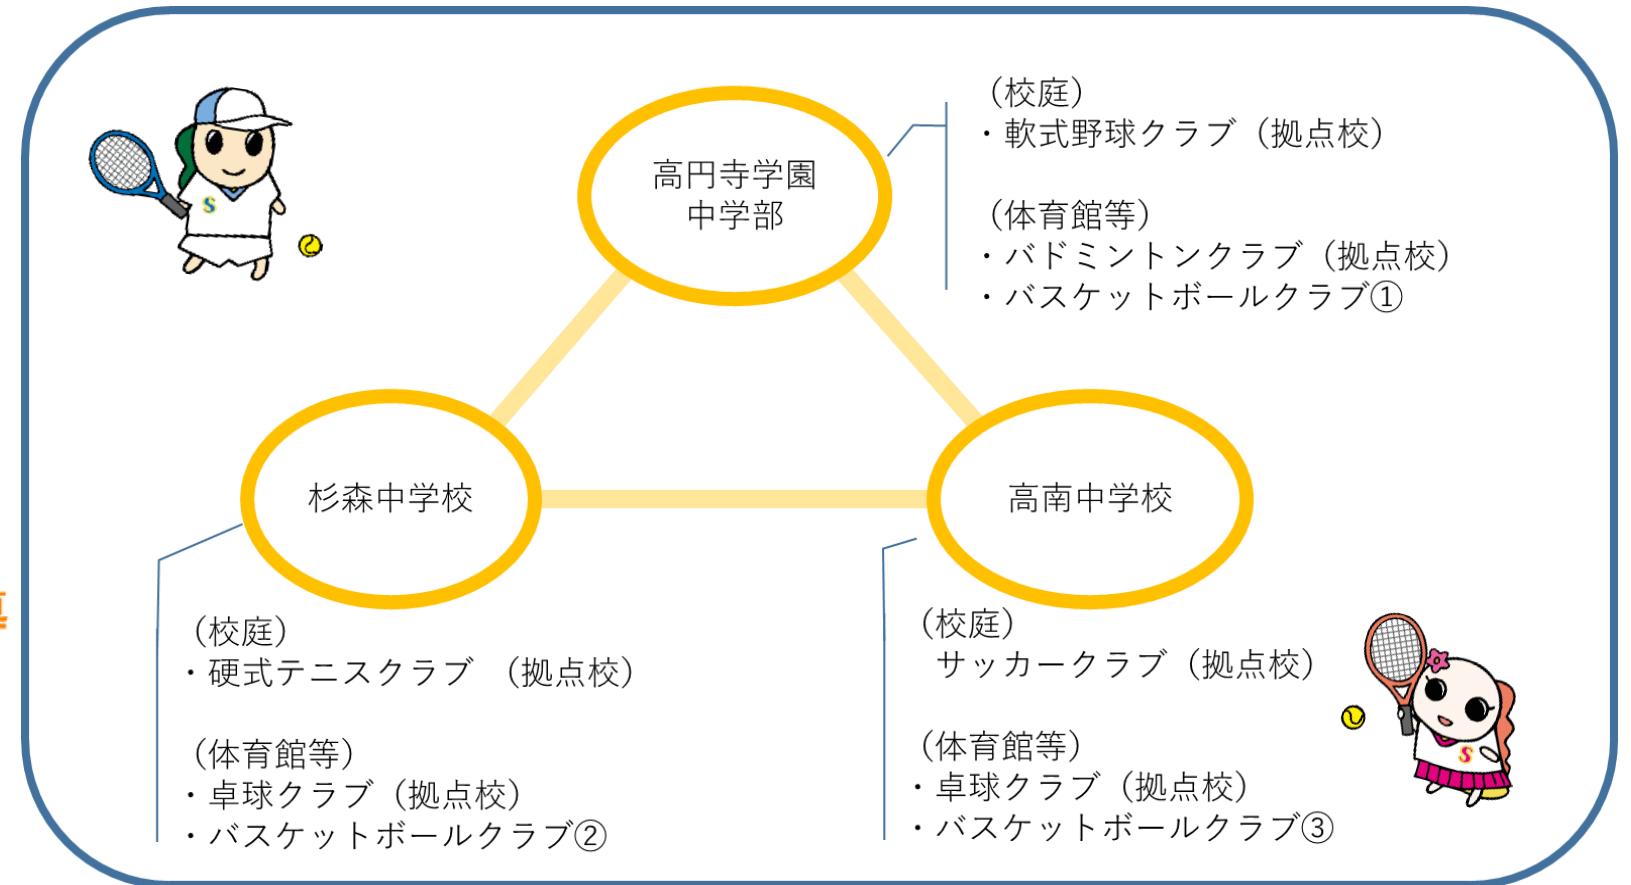 高円寺学園
中学部
（校庭）
・軟式野球クラブ（拠点校）
（体育館等）
・バドミントンクラブ（拠点校）
・バスケットボールクラブ①
杉森中学校
（校庭）
・硬式テニスクラブ　（拠点校）
（体育館等）
・卓球クラブ（拠点校）
・バスケットボールクラブ②
高南中学校
（校庭）
サッカークラブ（拠点校）
（体育館等）
・卓球クラブ（拠点校）
・バスケットボールクラブ③
S
S